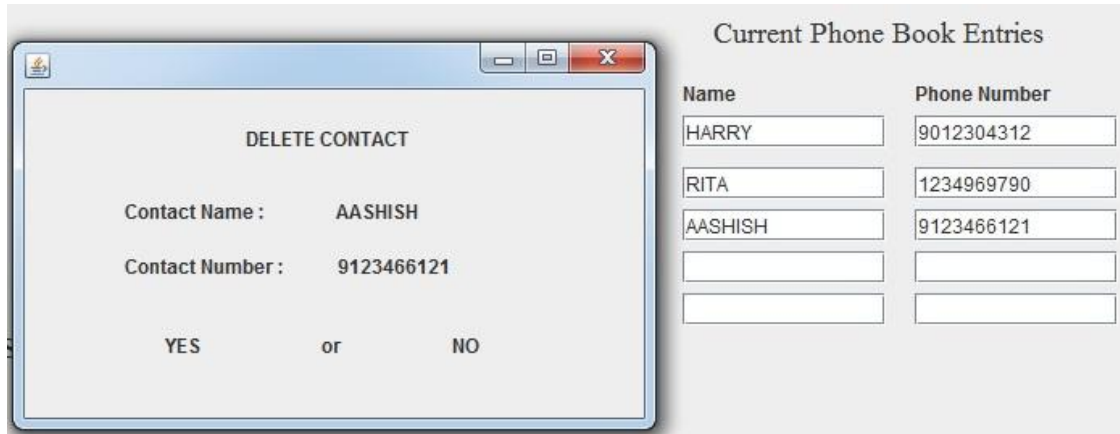 Current Phone Book Entries
DELETE CONTACT
Contact Name : AASHISH
Contact Number : 9123466121
YES or NO
Name Phone Number
HARRY 9012304312
RITA 1234969790
AASHISH 9123466121